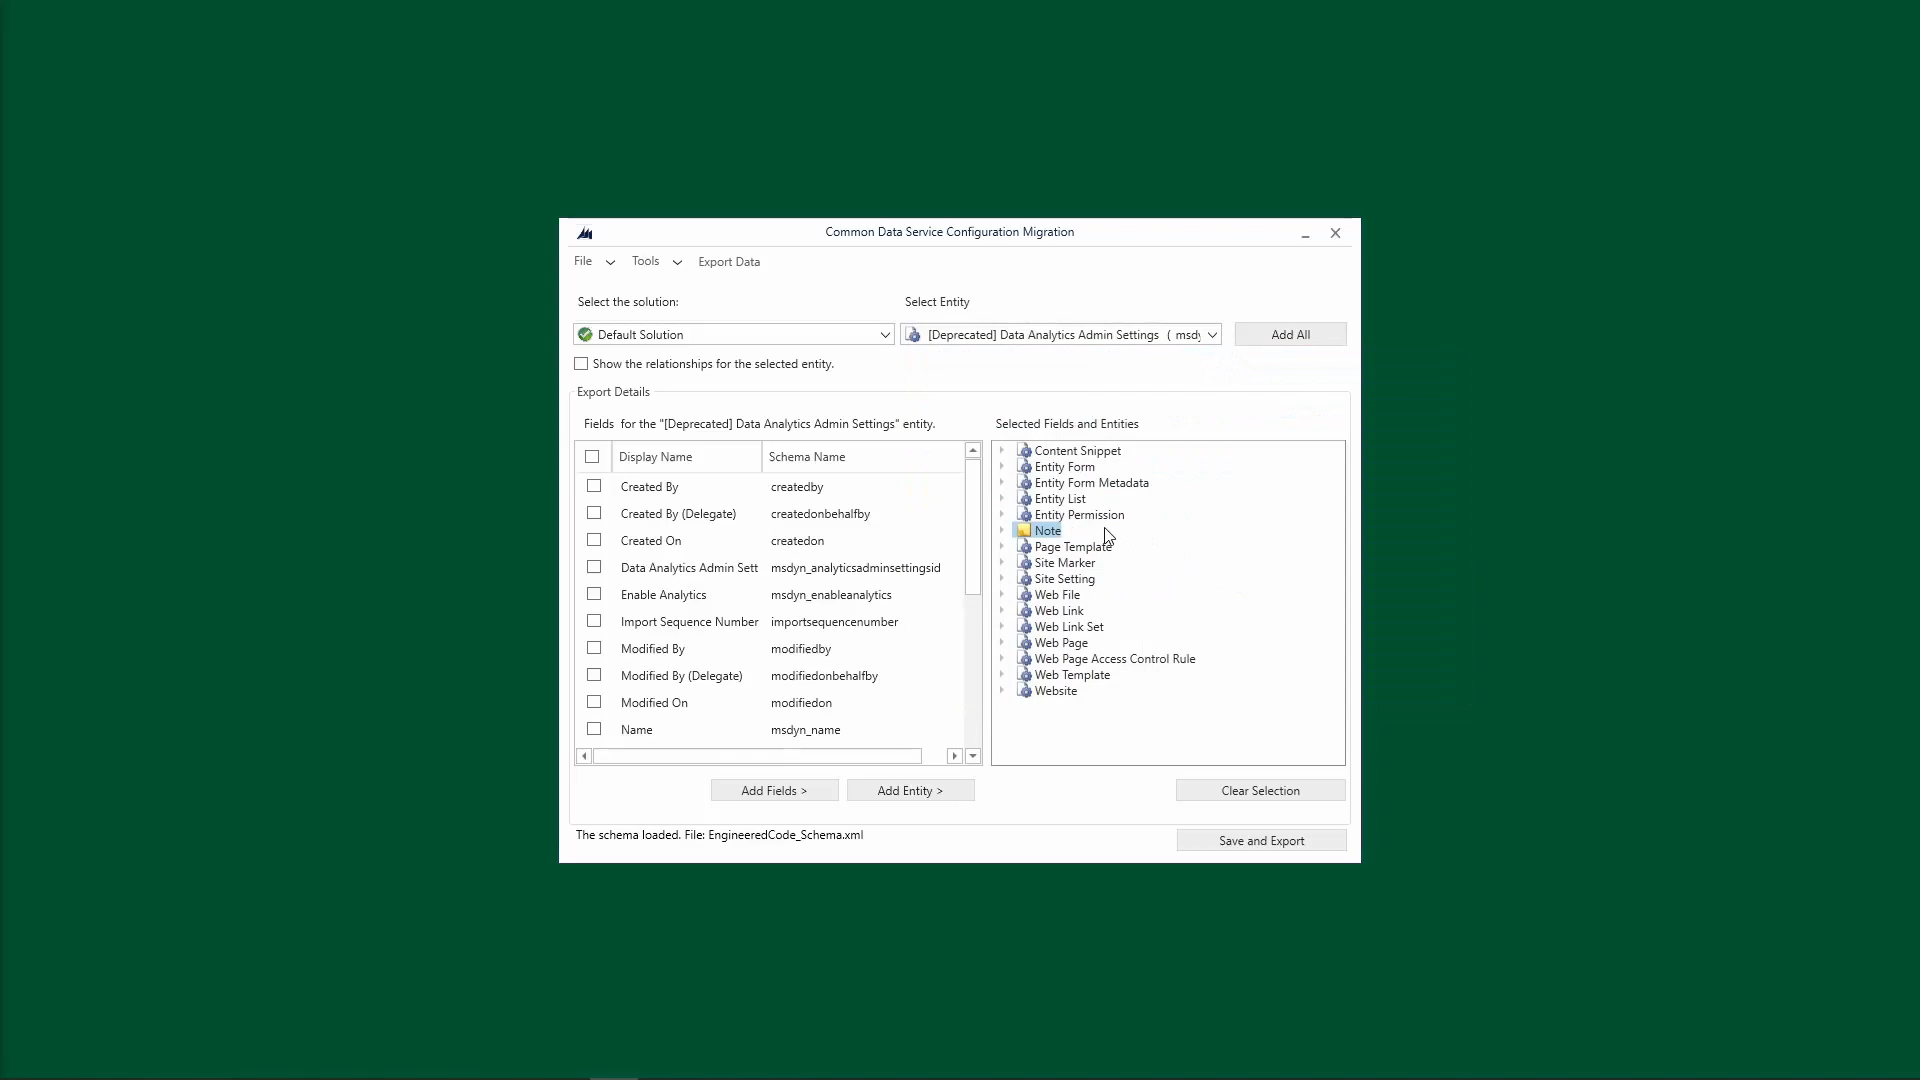 Common Data Service Configuration Migration
File Tools Export Data
Select the solution: Select Entity
Default Solution [Deprecated] Data Analytics Admin Settings ( msdy Add All
Show the relationships for the selected entity.
Export Details
Fields for the "[Deprecated] Data Analytics Admin Settings" entity.
Display Name Schema Name
Created By createdby
Created By (Delegate) createdonbehalfby
Created On createdon
Data Analytics Admin Sett msdyn_analyticsadminsettingsid
Enable Analytics msdyn_enableanalytics
Import Sequence Number importsequencenumber
Modified By modifiedby
Modified By (Delegate) modifiedonbehalfby
Modified On modifiedon
Name msdyn_name
Add Fields > Add Entity >
Selected Fields and Entities
Content Snippet
Entity Form
Entity Form Metadata
Entity List
Entity Permission
Note
Page Template
Site Marker
Site Setting
Web File
Web Link
Web Link Set
Web Page
Web Page Access Control Rule
Web Template
Website
Clear Selection
The schema loaded. File: EngineeredCode_Schema.xml
Save and Export